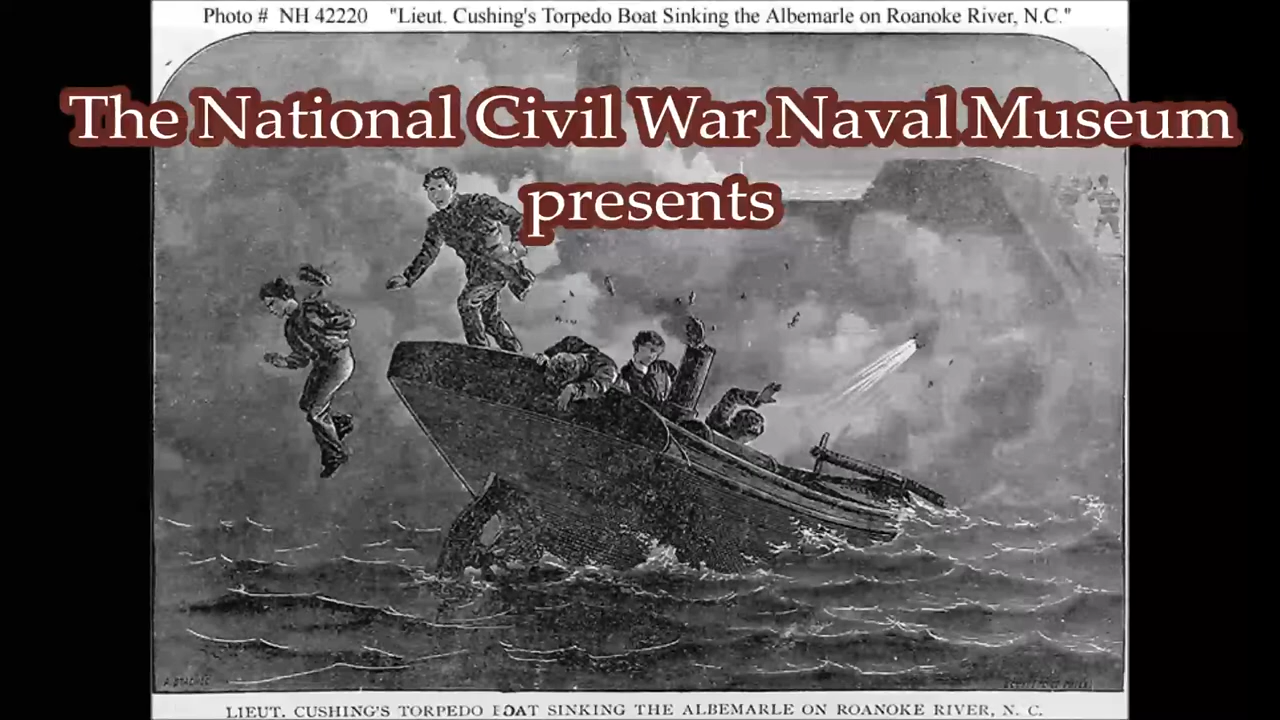 Photo # NH 42220 "Lieut. Cushing's Torpedo Boat Sinking the Albemarle on Roanoke River, N.C."
The National Civil War Naval Museum
presents
LIEUT. CUSHING'S TORPEDO BOAT SINKING THE ALBEMARLE ON ROANOKE RIVER, N. C.